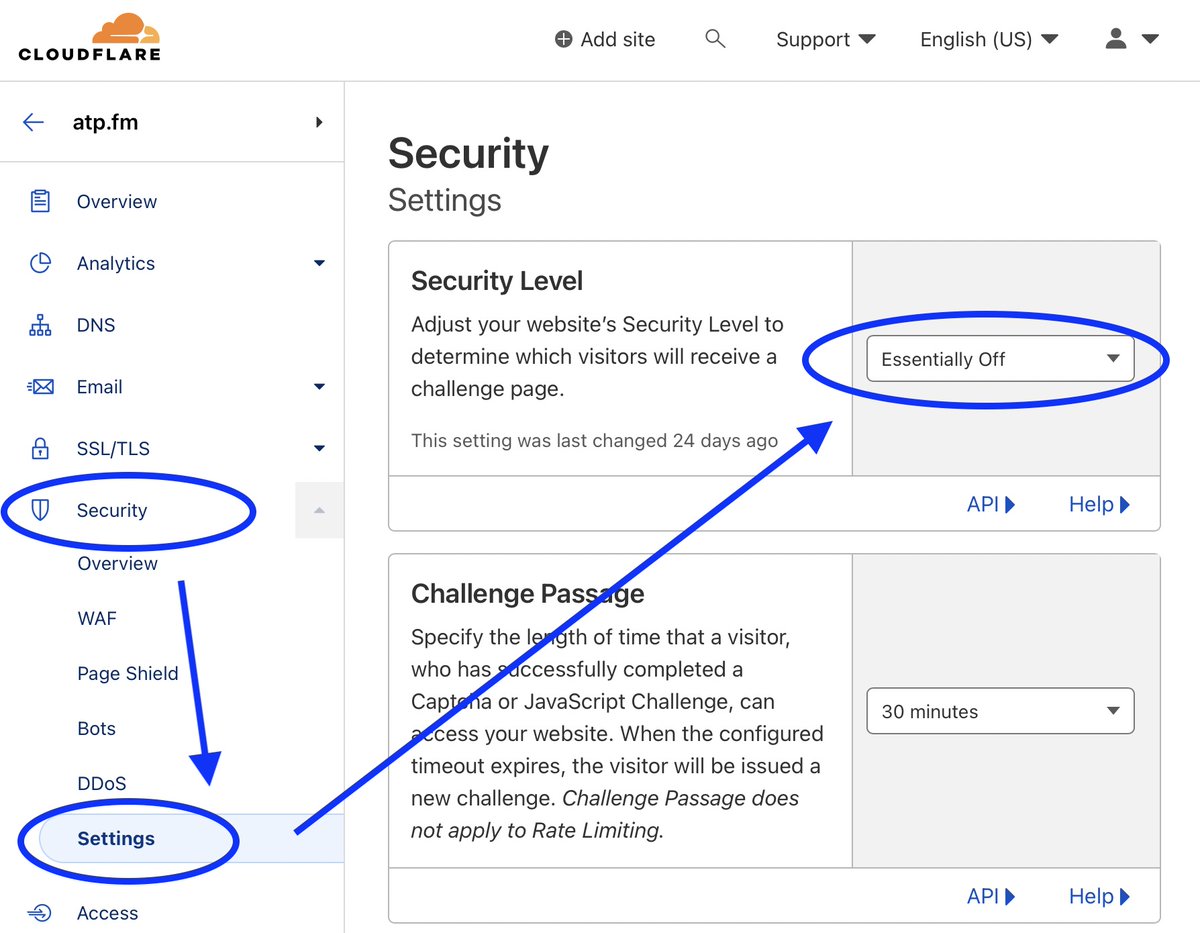 CLOUDFLARE
Add site
Support
English (US)
atp.fm
Overview
Analytics
DNS
Email
SSL/TLS
Security
Overview
WAF
Page Shield
Bots
DDoS
Settings
Access
Security
Settings
Security Level
Adjust your website’s Security Level to
determine which visitors will receive a
challenge page.
This setting was last changed 24 days ago
Essentially Off
API
Help
Challenge Passage
Specify the length of time that a visitor,
who has successfully completed a
Captcha or JavaScript Challenge, can
access your website. When the configured
timeout expires, the visitor will be issued a
new challenge. Challenge Passage does
not apply to Rate Limiting.
30 minutes
API
Help